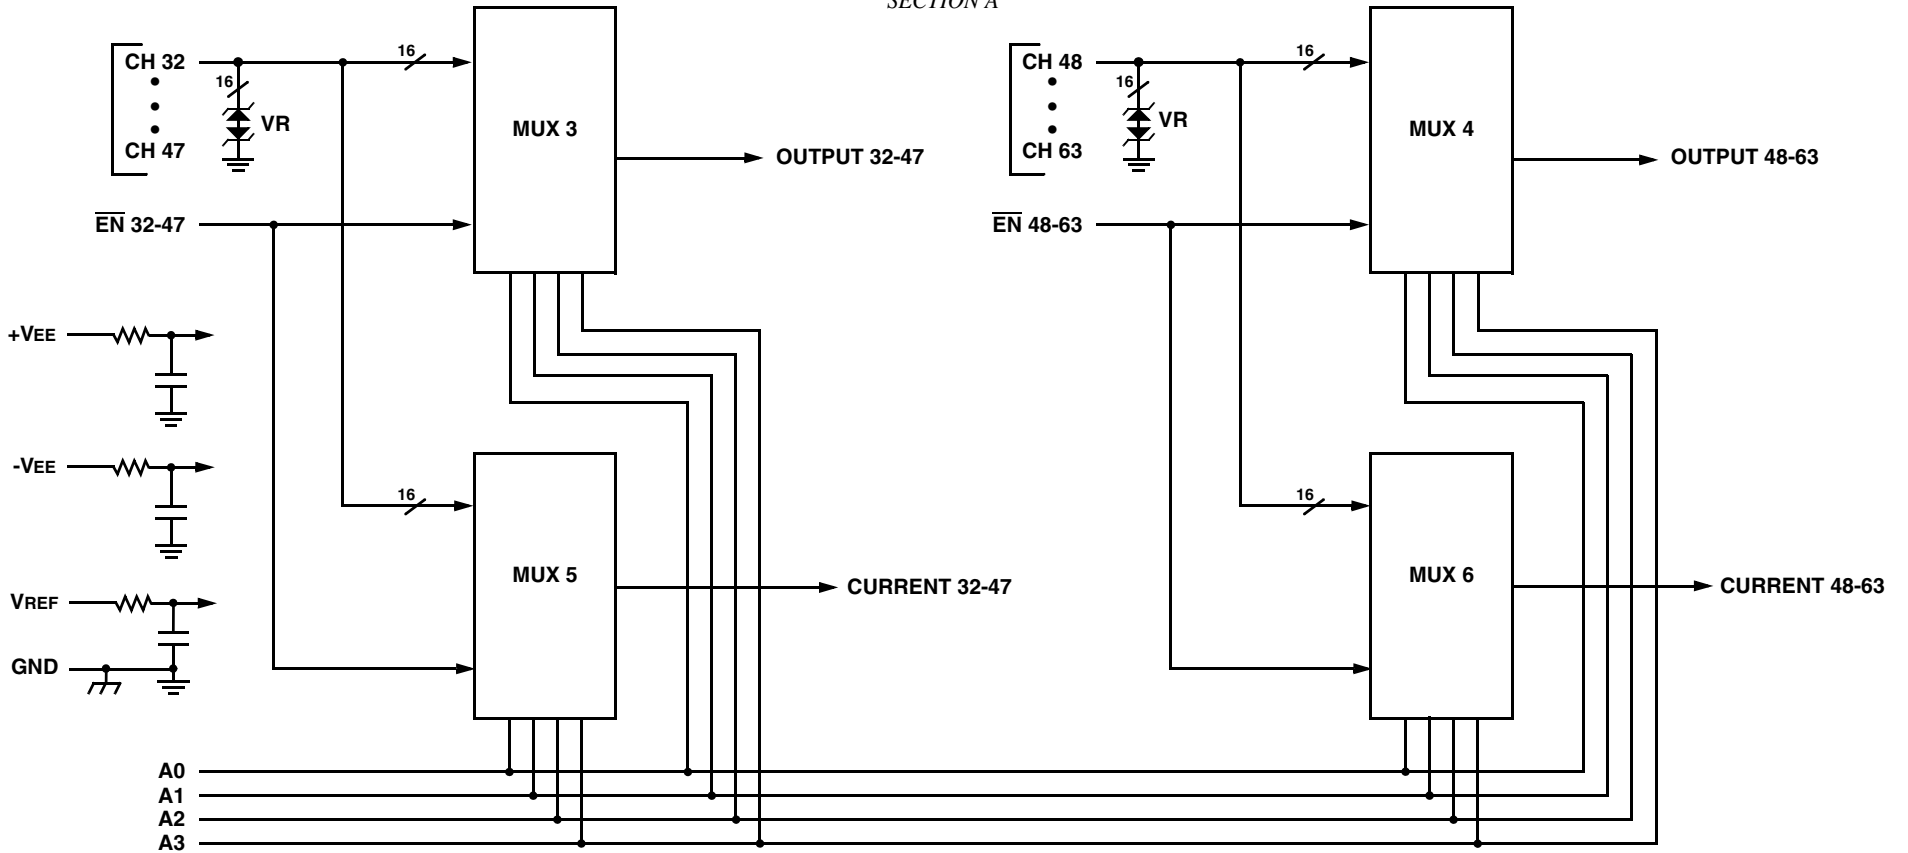 SECTION A
CH 32
16
16
VR
CH 47
EN 32-47
MUX 3
OUTPUT 32-47
CH 48
16
16
VR
CH 63
EN 48-63
MUX 4
OUTPUT 48-63
+VEE
-VEE
VREF
GND
16
MUX 5
CURRENT 32-47
16
MUX 6
CURRENT 48-63
A0
A1
A2
A3